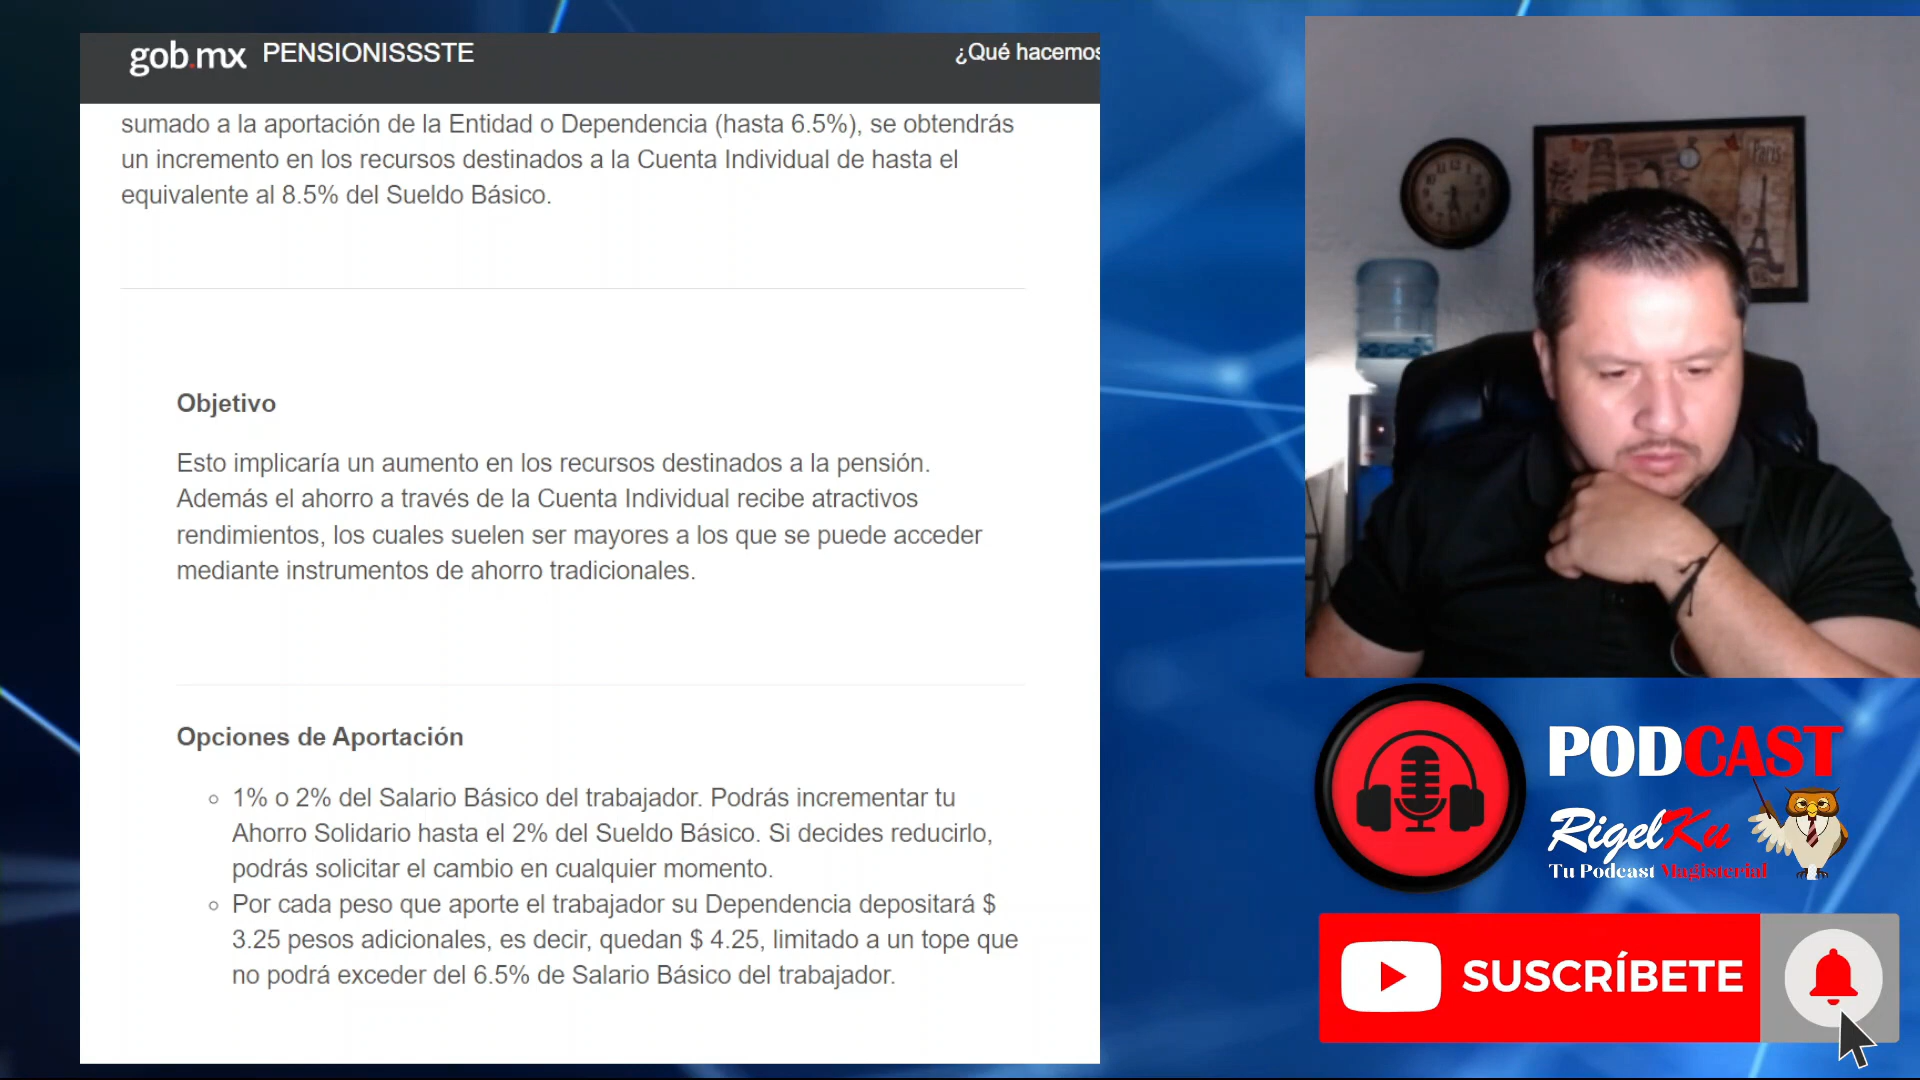 gob.mx PENSIONISSSTE ¿Qué hacemos
sumado a la aportación de la Entidad o Dependencia (hasta 6.5%), se obtendrás
un incremento en los recursos destinados a la Cuenta Individual de hasta el
equivalente al 8.5% del Sueldo Básico.
Objetivo
Esto implicaría un aumento en los recursos destinados a la pensión.
Además el ahorro a través de la Cuenta Individual recibe atractivos
rendimientos, los cuales suelen ser mayores a los que se puede acceder
mediante instrumentos de ahorro tradicionales.
Opciones de Aportación
1% o 2% del Salario Básico del trabajador. Podrás incrementar tu
Ahorro Solidario hasta el 2% del Sueldo Básico. Si decides reducirlo,
podrás solicitar el cambio en cualquier momento.
Por cada peso que aporte el trabajador su Dependencia depositará $
3.25 pesos adicionales, es decir, quedan $ 4.25, limitado a un tope que
no podrá exceder del 6.5% de Salario Básico del trabajador.
Paris
PODCAST
RigelKu
Tu Podcast Magisterial
SUSCRÍBETE